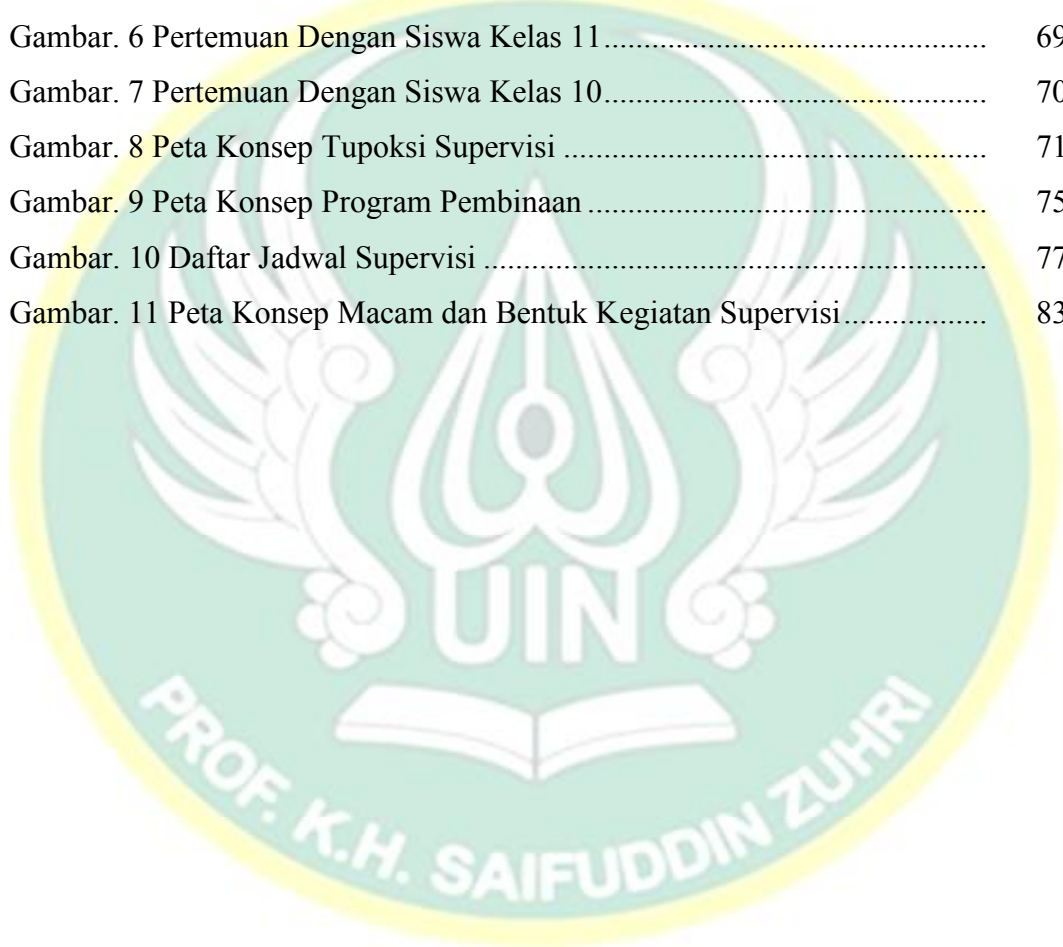 Gambar. 6 Pertemuan Dengan Siswa Kelas 11............................................. 69
Gambar. 7 Pertemuan Dengan Siswa Kelas 10............................................. 70
Gambar. 8 Peta Konsep Tupoksi Supervisi .................................................. 71
Gambar. 9 Peta Konsep Program Pembinaan ............................................... 75
Gambar. 10 Daftar Jadwal Supervisi ............................................................ 77
Gambar. 11 Peta Konsep Macam dan Bentuk Kegiatan Supervisi................. 83
UIN
PROF. K.H. SAIFUDDIN ZUHRI